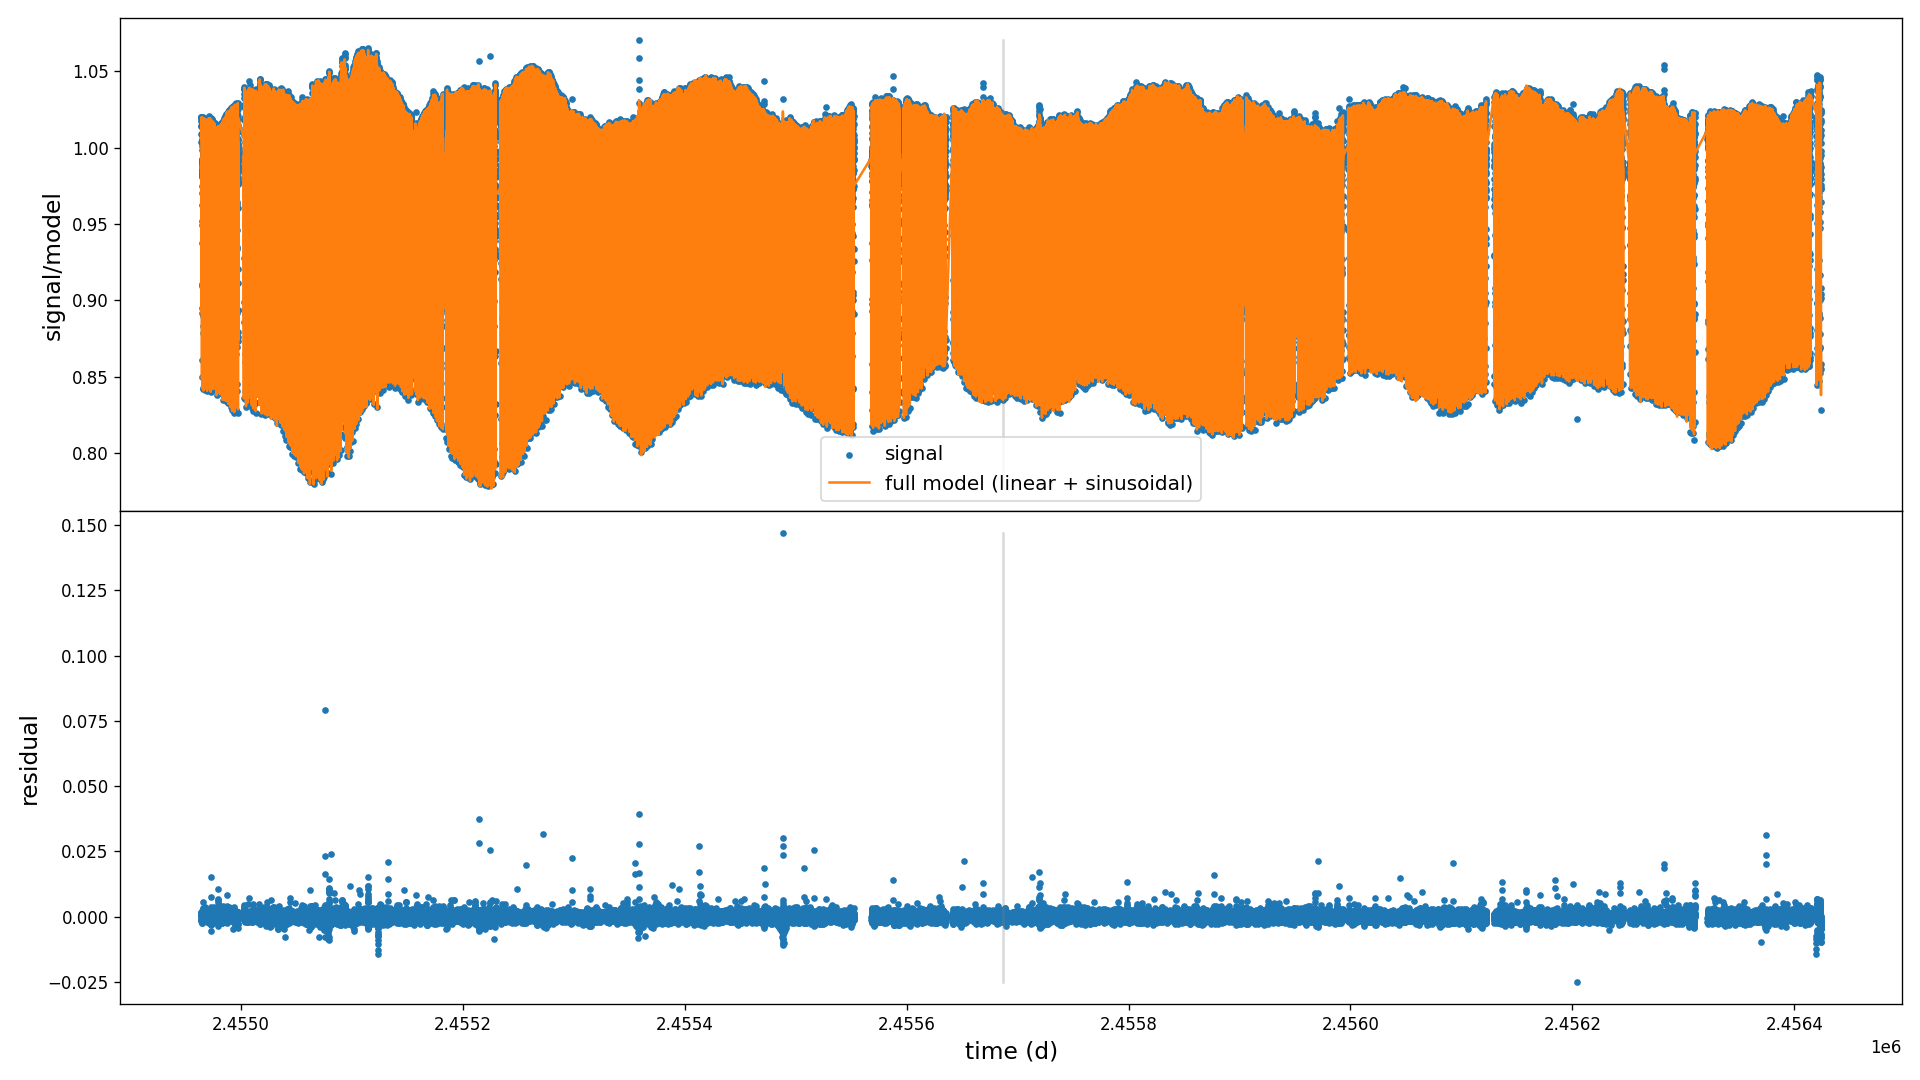 signal/model
1.05
1.00
0.95
0.90
0.85
0.80
signal
full model (linear + sinusoidal)
residual
0.150
0.125
0.100
0.075
0.050
0.025
0.000
−0.025
2.4550 2.4552 2.4554 2.4556 2.4558 2.4560 2.4562 2.4564
1e6
time (d)